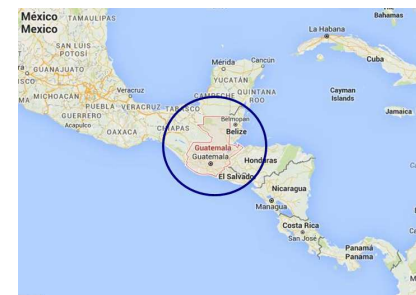 México
Mexico
TAMAULIPAS
SAN LUIS
POTOSÍ
GUANAJUATO
MICHOACÁN
Veracruz
PUEBLA
VERACRUZ
TABASCO
GUERRERO
Acapulco
OAXACA
CHIAPAS
Mérida
Cancún
YUCATÁN
CAMPECHE
QUINTANA
ROO
La Habana
Cuba
Bahamas
Cayman
Islands
Jamaica
Belmopan
Belize
Guatemala
Guatemala
Honduras
El Salvador
Nicaragua
Managua
Costa Rica
San José
Panamá
Panama